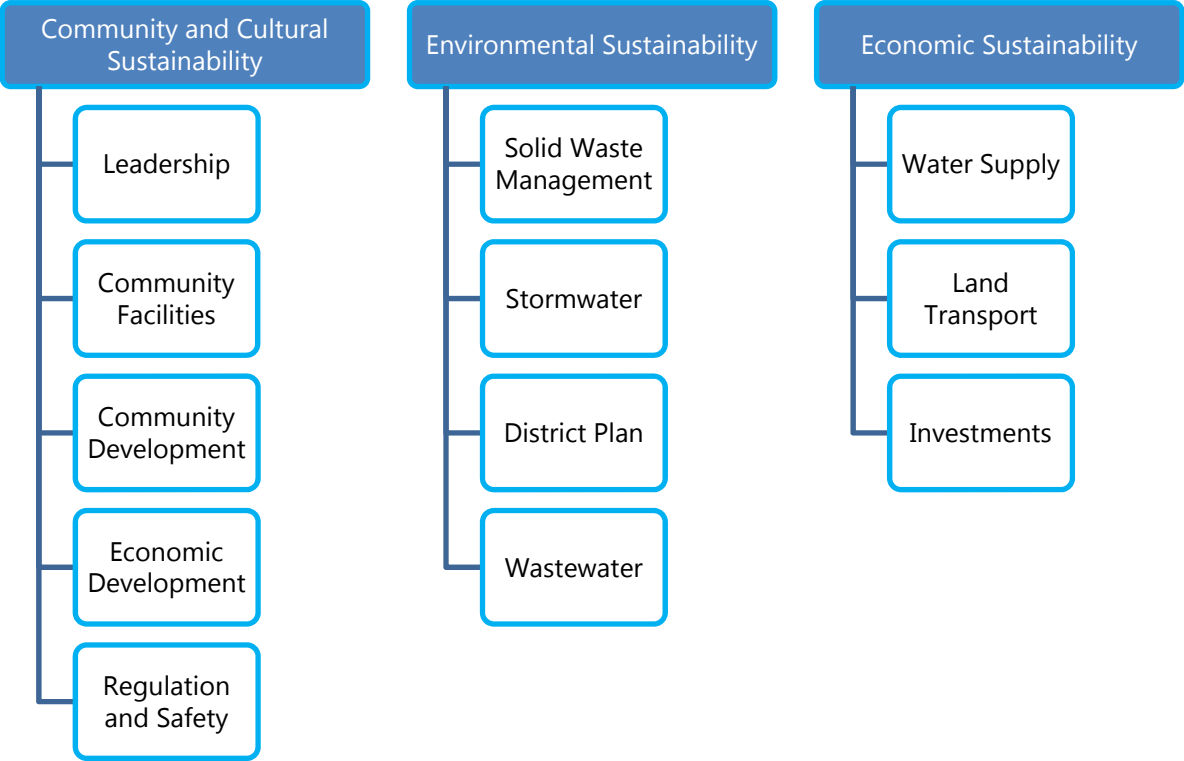 Community and Cultural
Sustainability
Leadership
Community
Facilities
Community
Development
Economic
Development
Regulation
and Safety
Environmental Sustainability
Solid Waste
Management
Stormwater
District Plan
Wastewater
Economic Sustainability
Water Supply
Land
Transport
Investments